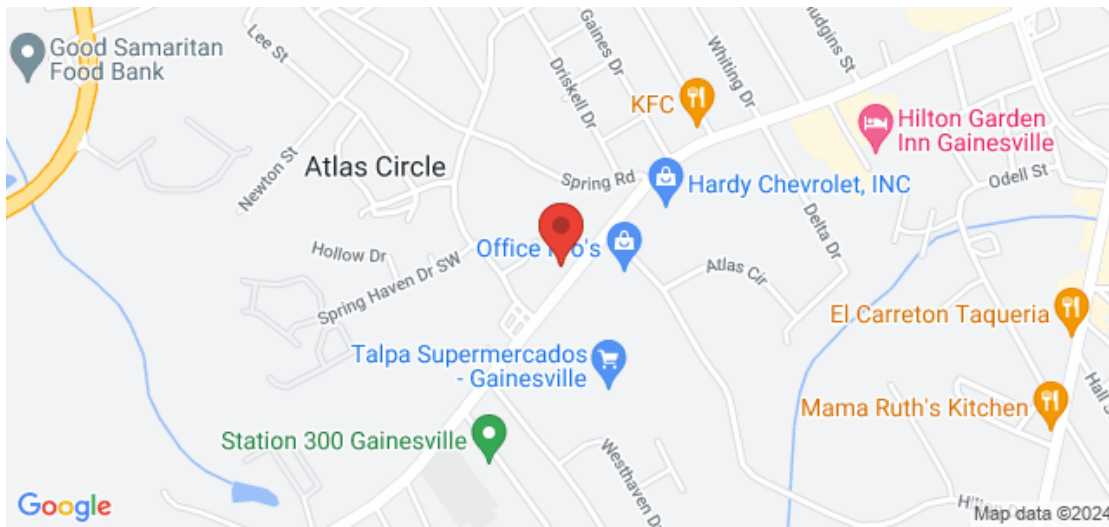 Good Samaritan
Food Bank
Lee St
Gaines Dr
Driskell Dr
Whiting Dr
KFC
Hilton Garden
Inn Gainesville
Newton St
Atlas Circle
Spring Rd
Hardy Chevrolet, INC
Odell St
Delta Dr
Hollow Dr
Spring Haven Dr SW
Office
Atlas Cir
El Carreton Taqueria
Talpa Supermercados
- Gainesville
Mama Ruth's Kitchen
Station 300 Gainesville
Westhaven Dr
Google
Map data ©2024